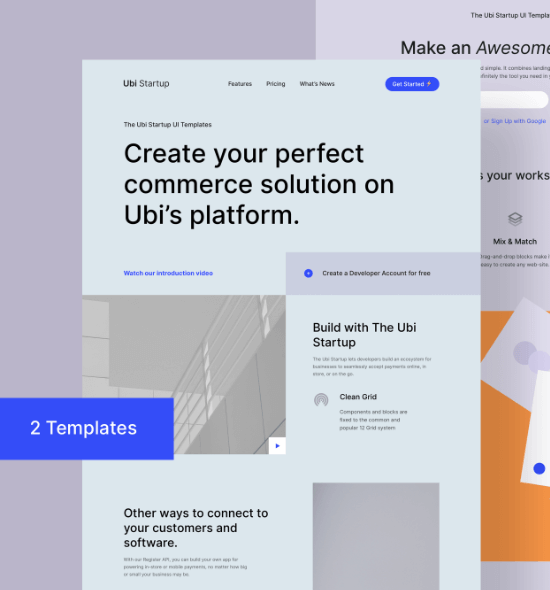 The Ubi Startup UI Templa
Make an Awesome
d simple. It combines landing
finitely the tool you need in
or Sign Up with Google
s your works
Mix & Match
Drag-and-drop blocks make i
easy to create any web-site.
Ubi Startup
Features
Pricing
What's News
Get Started
The Ubi Startup UI Templates
Create your perfect
commerce solution on
Ubi's platform.
Watch our introduction video
Create a Developer Account for free
Build with The Ubi
Startup
The Ubi Startup lets developers build an ecosystem for
businesses to seamlessly accept payments online, in
store, or on the go.
Clean Grid
Components and blocks are
fixed to the common and
popular 12 Grid system
2 Templates
Other ways to connect to
your customers and
software.
With our Register API, you can build your own app for
powering in-store or mobile payments, no matter how big
or small your business may be.